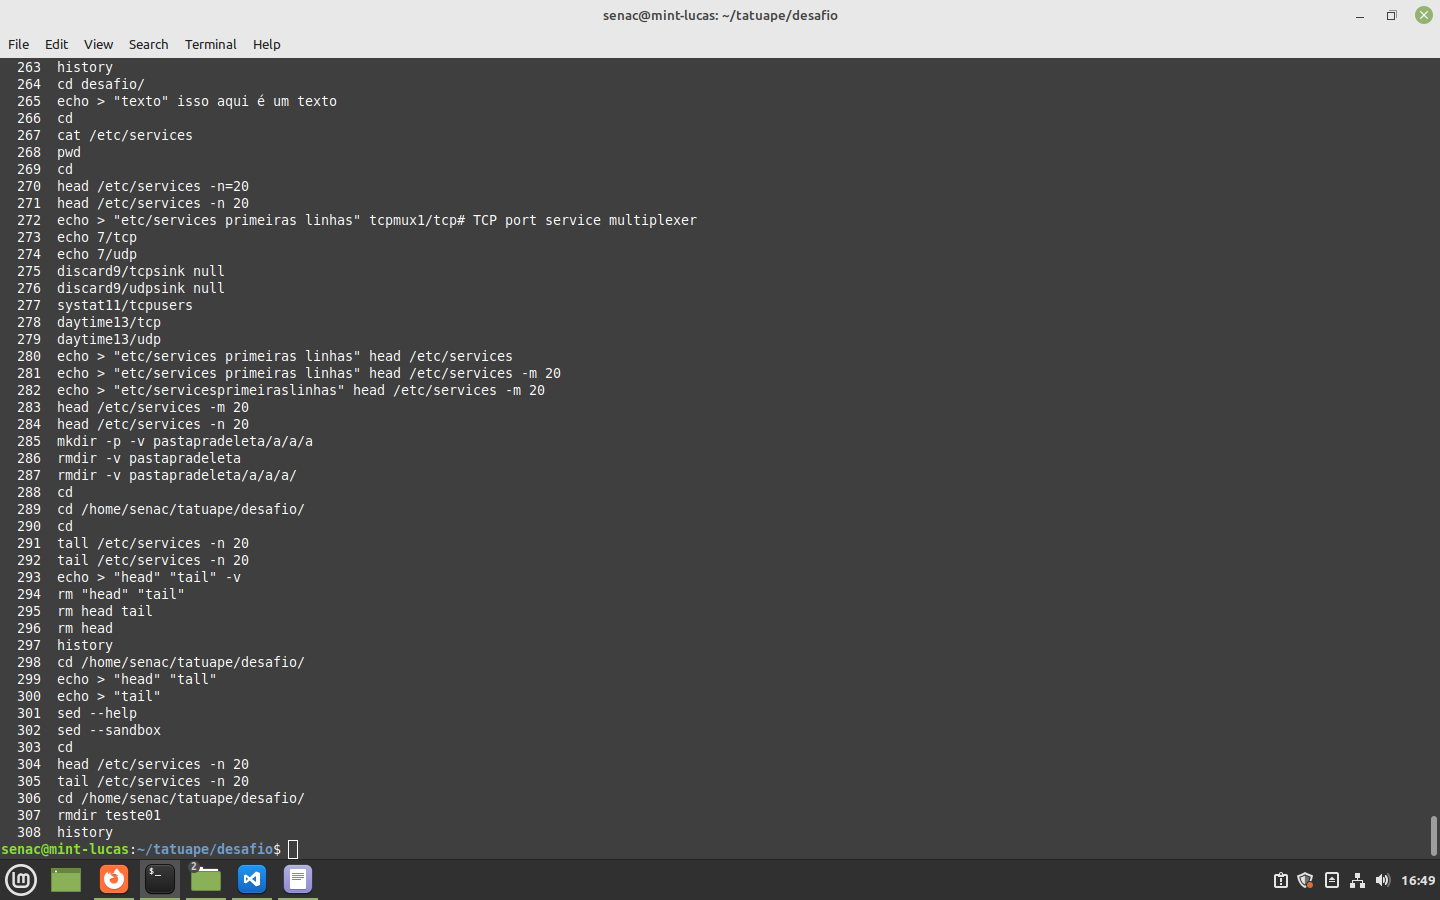 senac@mint-lucas: ~/tatuape/desafio
File Edit View Search Terminal Help
263 history
264 cd desafio/
265 echo > "texto" isso aqui é um texto
266 cd
267 cat /etc/services
268 pwd
269 cd
270 head /etc/services -n=20
271 head /etc/services -n 20
272 echo > "etc/services primeiras linhas" tcpmux1/tcp# TCP port service multiplexer
273 echo 7/tcp
274 echo 7/udp
275 discard9/tcpsink null
276 discard9/udpsink null
277 systat11/tcpusers
278 daytime13/tcp
279 daytime13/udp
280 echo > "etc/services primeiras linhas" head /etc/services
281 echo > "etc/services primeiras linhas" head /etc/services -m 20
282 echo > "etc/servicesprimeiraslinhas" head /etc/services -m 20
283 head /etc/services -m 20
284 head /etc/services -n 20
285 mkdir -p -v pastapradeleta/a/a/a
286 rmdir -v pastapradeleta
287 rmdir -v pastapradeleta/a/a/a/
288 cd
289 cd /home/senac/tatuape/desafio/
290 cd
291 tall /etc/services -n 20
292 tail /etc/services -n 20
293 echo > "head" "tail" -v
294 rm "head" "tail"
295 rm head tail
296 rm head
297 history
298 cd /home/senac/tatuape/desafio/
299 echo > "head" "tall"
300 echo > "tail"
301 sed --help
302 sed --sandbox
303 cd
304 head /etc/services -n 20
305 tail /etc/services -n 20
306 cd /home/senac/tatuape/desafio/
307 rmdir teste01
308 history
senac@mint-lucas:~/tatuape/desafio$
2
16:49